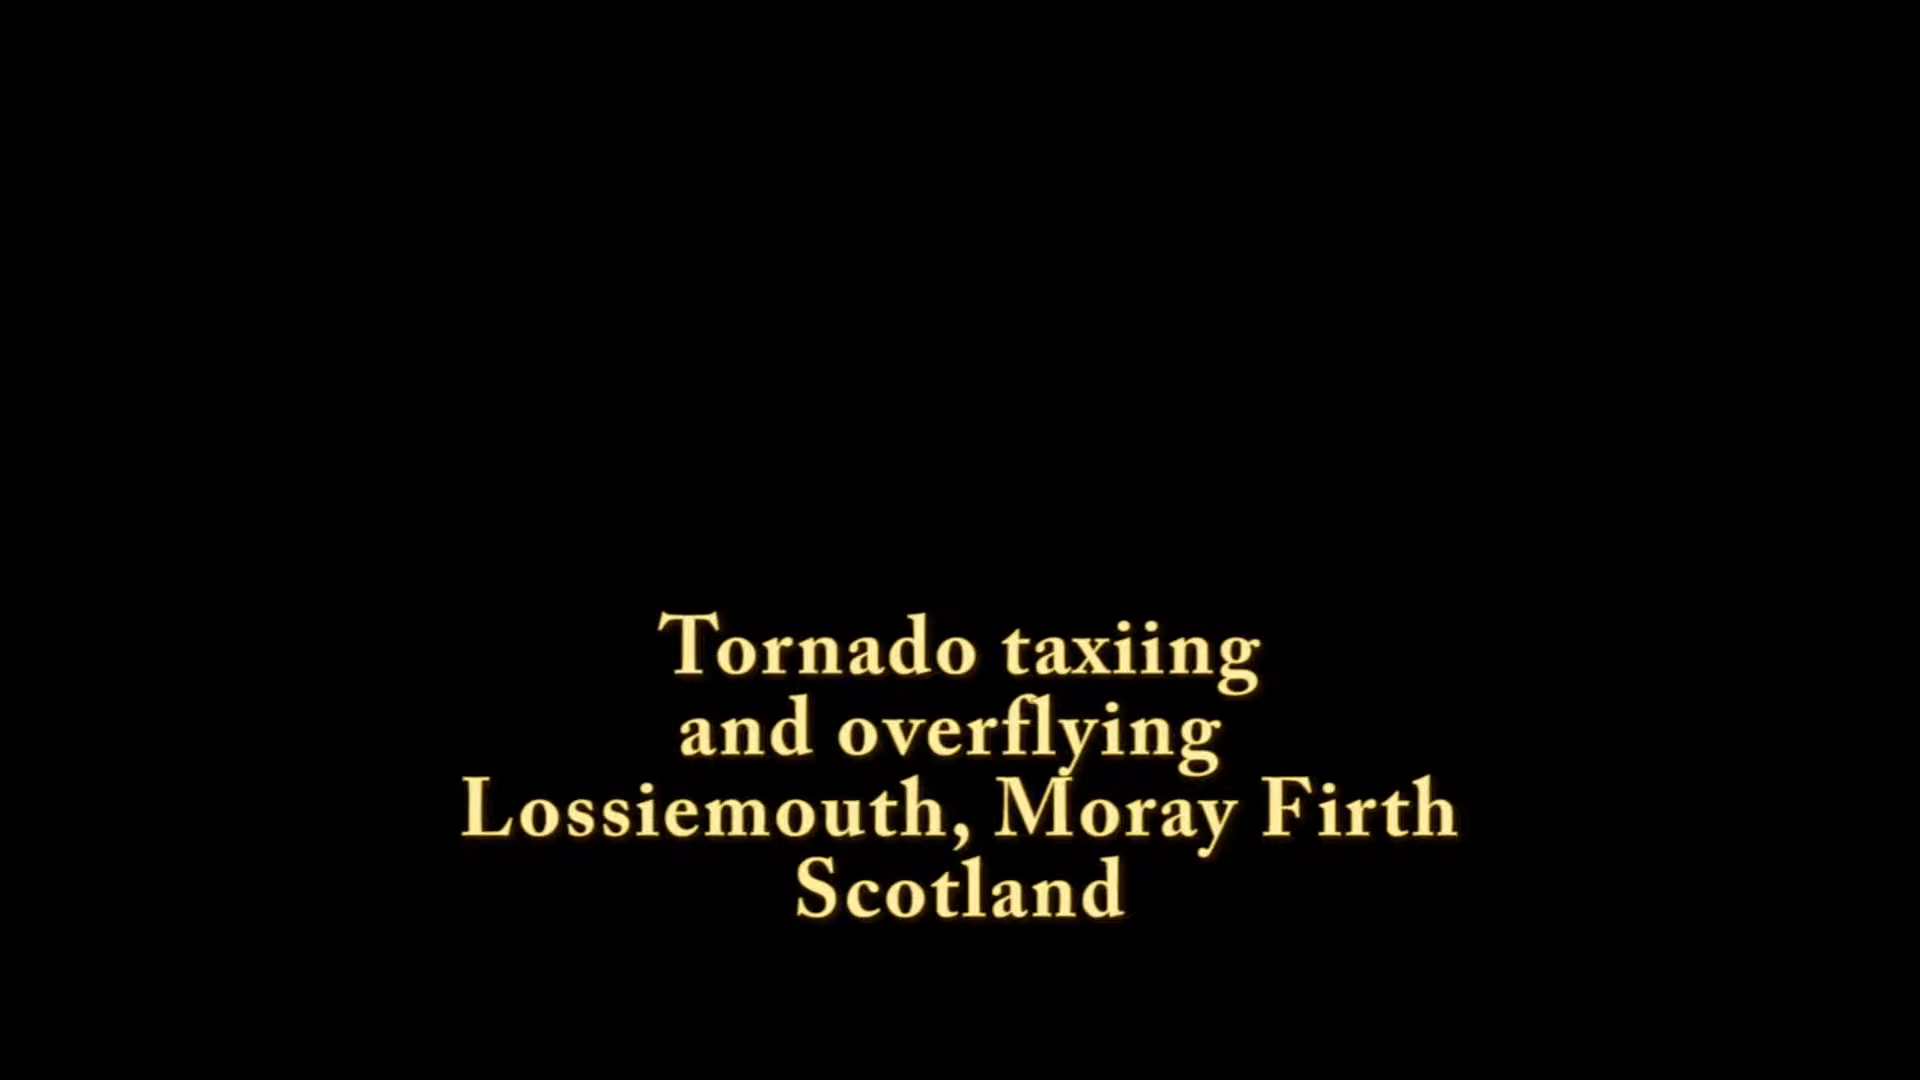 Tornado taxiing
and overflying
Lossiemouth, Moray Firth
Scotland